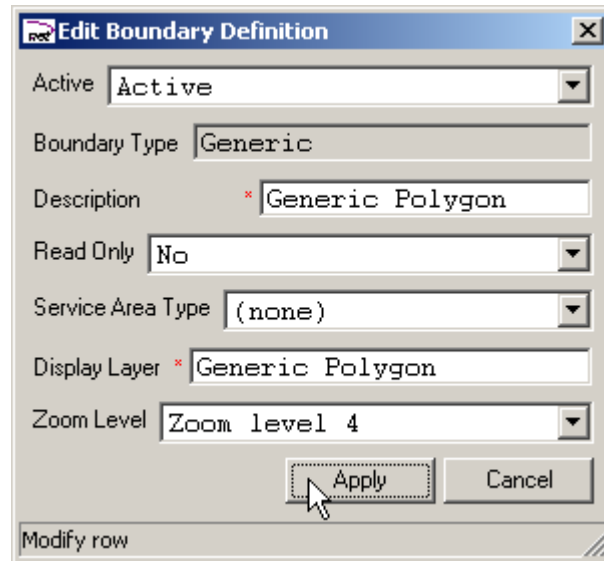 Edit Boundary Definition
Active Active
Boundary Type Generic
Description * Generic Polygon
Read Only No
Service Area Type (none)
Display Layer * Generic Polygon
Zoom Level Zoom level 4
Apply Cancel
Modify row